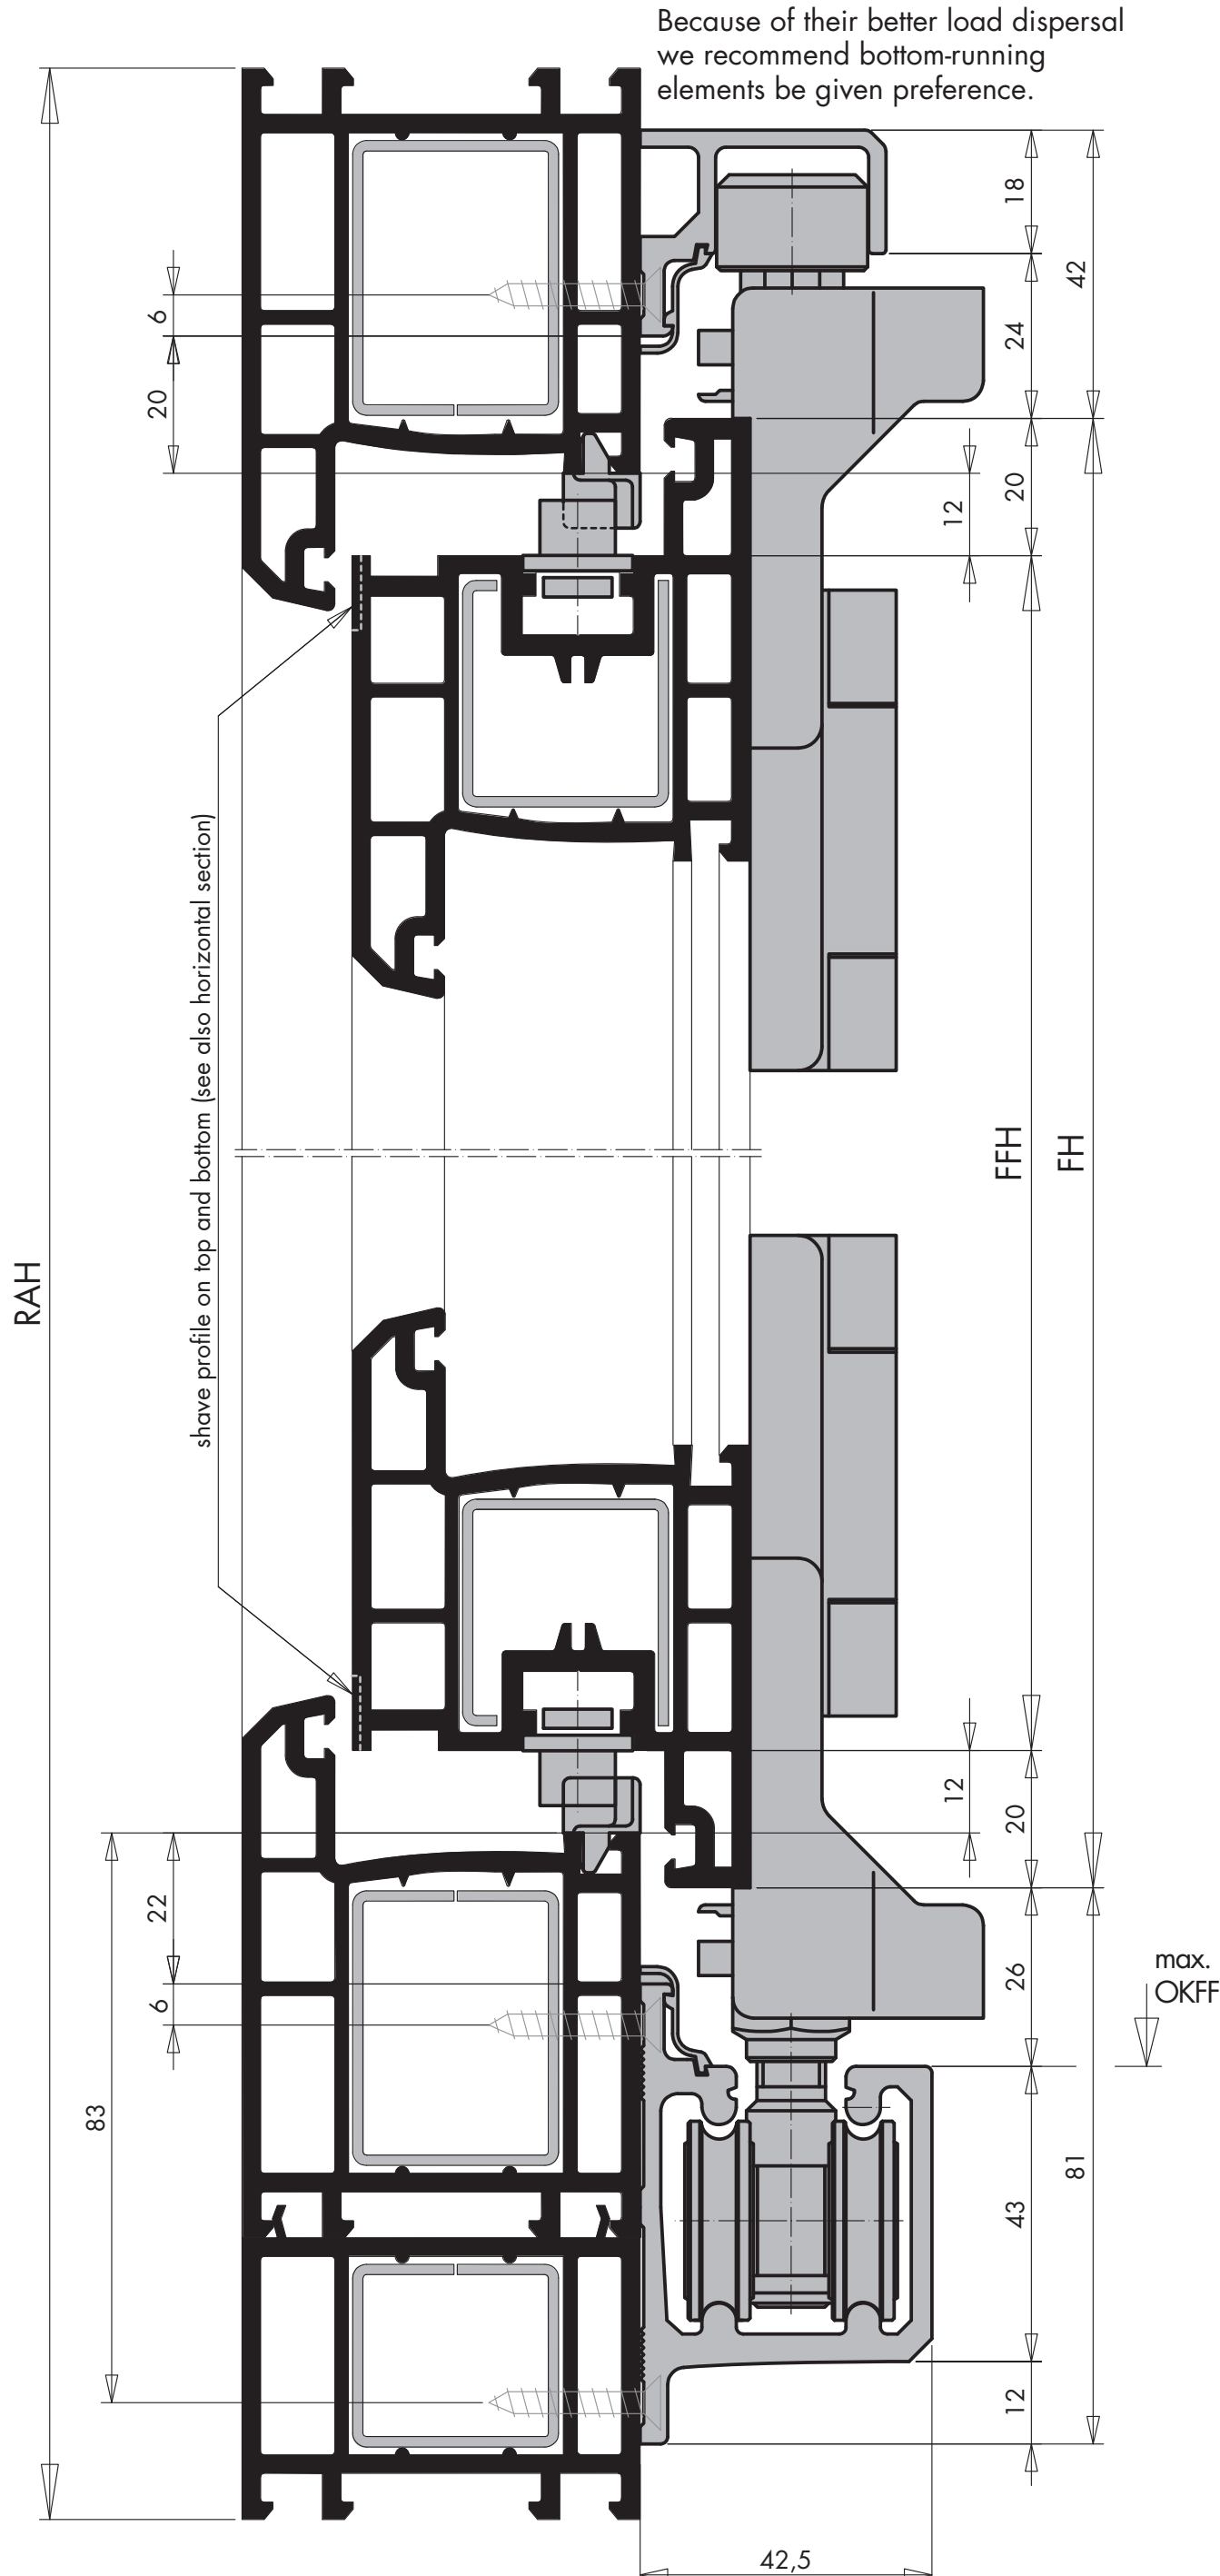 Because of their better load dispersal
we recommend bottom-running
elements be given preference.
18
42
6
24
20
20
12
shave profile on top and bottom (see also horizontal section)
FFH
FH
RAH
12
20
22
26
max.
OKFF
6
83
81
43
12
42,5